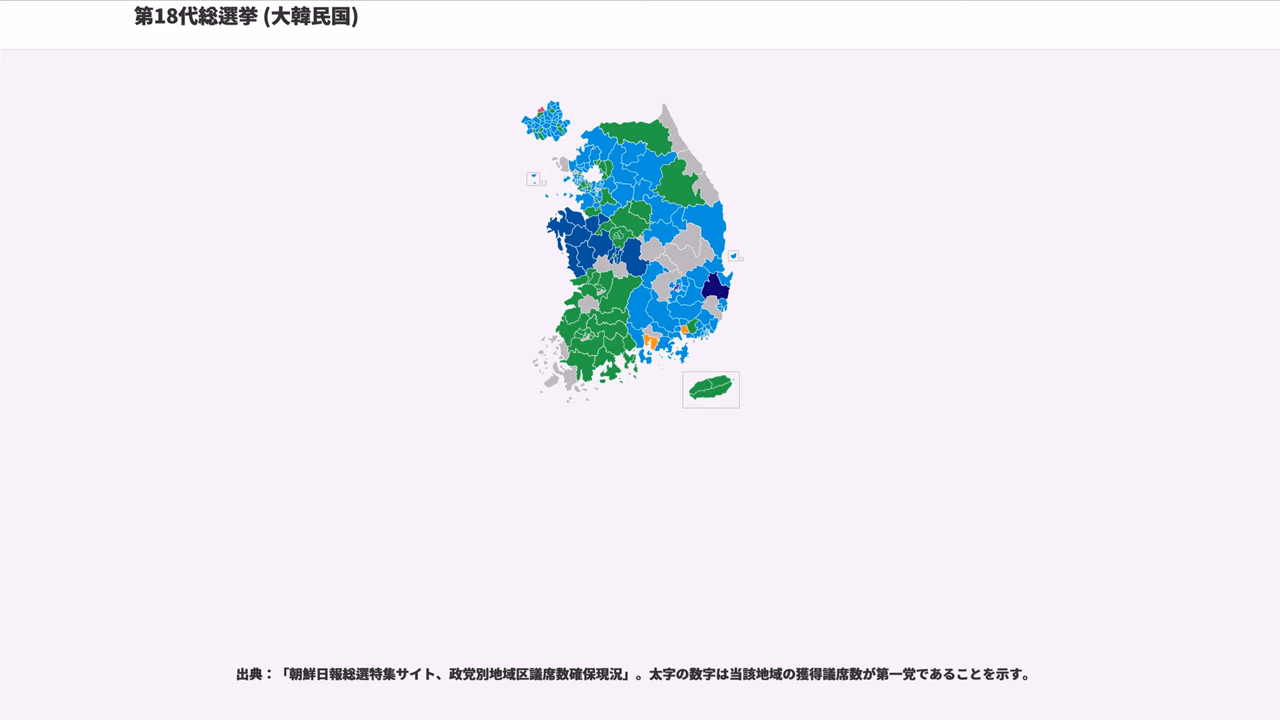 第18代総選挙 (大韓民国)
出典：「朝鮮日報総選特集サイト、政党別地域区議席数確保現況」。太字の数字は当該地域の獲得議席数が第一党であることを示す。